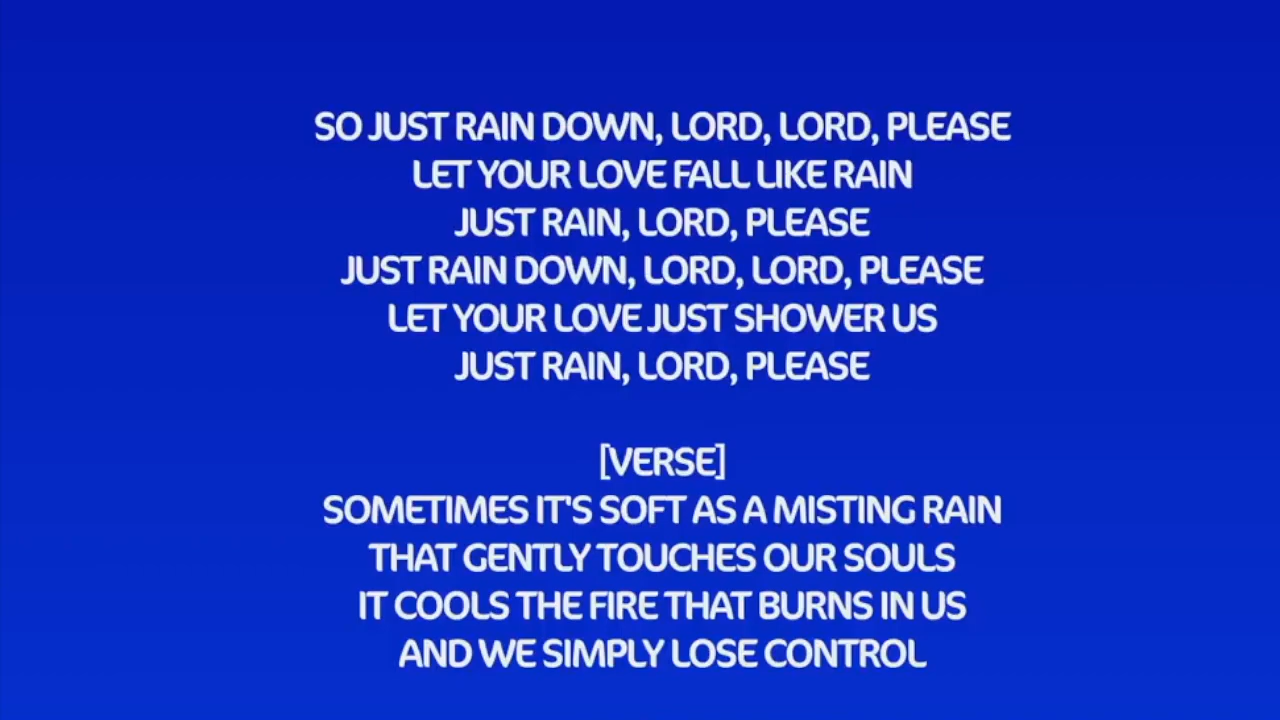 SO JUST RAIN DOWN, LORD, LORD, PLEASE
LET YOUR LOVE FALL LIKE RAIN
JUST RAIN, LORD, PLEASE
JUST RAIN DOWN, LORD, LORD, PLEASE
LET YOUR LOVE JUST SHOWER US
JUST RAIN, LORD, PLEASE
[VERSE]
SOMETIMES IT'S SOFT AS A MISTING RAIN
THAT GENTLY TOUCHES OUR SOULS
IT COOLS THE FIRE THAT BURNS IN US
AND WE SIMPLY LOSE CONTROL